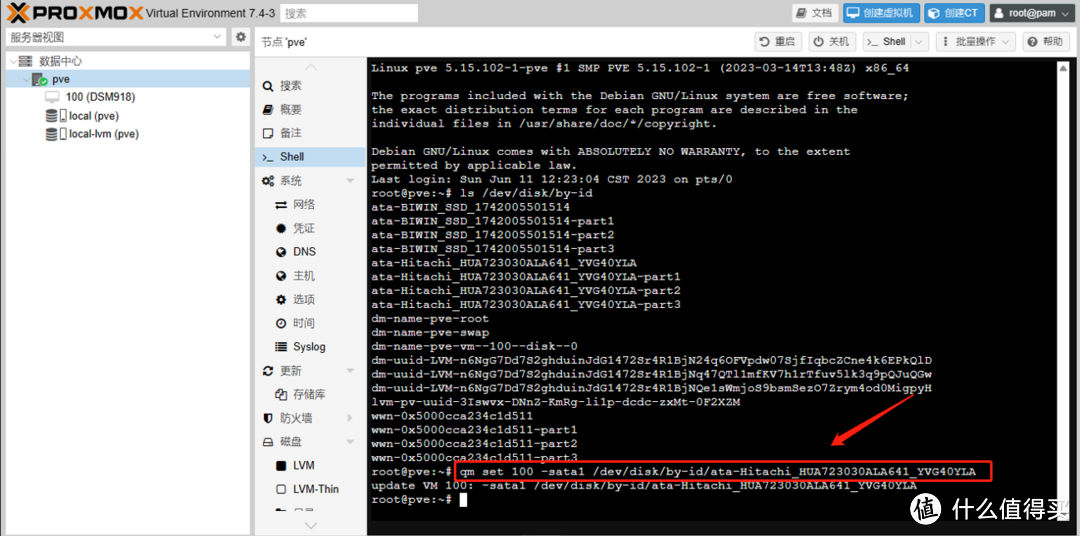 PROXMOX Virtual Environment 7.4-3 搜索 文档 创建虚拟机 创建CT root@pam
服务器视图
数据中心
pve
100 (DSM918)
local (pve)
local-lvm (pve)
节点 'pve' 重启 关机 Shell 批量操作 帮助
搜索
概要
备注
Shell
系统
网络
凭证
DNS
主机
选项
时间
Syslog
更新
存储库
防火墙
磁盘
LVM
LVM-Thin
Linux pve 5.15.102-1-pve #1 SMP PVE 5.15.102-1 (2023-03-14T13:48Z) x86_64
The programs included with the Debian GNU/Linux system are free software;
the exact distribution terms for each program are described in the
individual files in /usr/share/doc/*/copyright.
Debian GNU/Linux comes with ABSOLUTELY NO WARRANTY, to the extent
permitted by applicable law.
Last login: Sun Jun 11 12:23:04 CST 2023 on pts/0
root@pve:~# ls /dev/disk/by-id
ata-BIWIN_SSD_1742005501514
ata-BIWIN_SSD_1742005501514-part1
ata-BIWIN_SSD_1742005501514-part2
ata-BIWIN_SSD_1742005501514-part3
ata-Hitachi_HUA723030ALA641_YVG40YLA
ata-Hitachi_HUA723030ALA641_YVG40YLA-part1
ata-Hitachi_HUA723030ALA641_YVG40YLA-part2
ata-Hitachi_HUA723030ALA641_YVG40YLA-part3
dm-name-pve-root
dm-name-pve-swap
dm-name-pve-vm--100--disk--0
dm-uuid-LVM-n6NgG7Dd7S2ghduinJdG1472Sr4R1BjN24q6OFVpdw07SjfIqbcZCne4k6EPkQlD
dm-uuid-LVM-n6NgG7Dd7S2ghduinJdG1472Sr4R1BjNq47QTl1mfKV7h1rTfuv5lk3q9pQJuQGw
dm-uuid-LVM-n6NgG7Dd7S2ghduinJdG1472Sr4R1BjNQe1sWmjoS9bsmSezO7Zrym4od0MigpyH
lvm-pv-uuid-3Iswvx-DNnZ-KmRg-li1p-dcdc-zxMt-0F2XZM
wwn-0x5000cca234c1d511
wwn-0x5000cca234c1d511-part1
wwn-0x5000cca234c1d511-part2
wwn-0x5000cca234c1d511-part3
root@pve:~# qm set 100 -sata1 /dev/disk/by-id/ata-Hitachi_HUA723030ALA641_YVG40YLA
update VM 100: -sata1 /dev/disk/by-id/ata-Hitachi_HUA723030ALA641_YVG40YLA
root@pve:~#
值 什么值得买